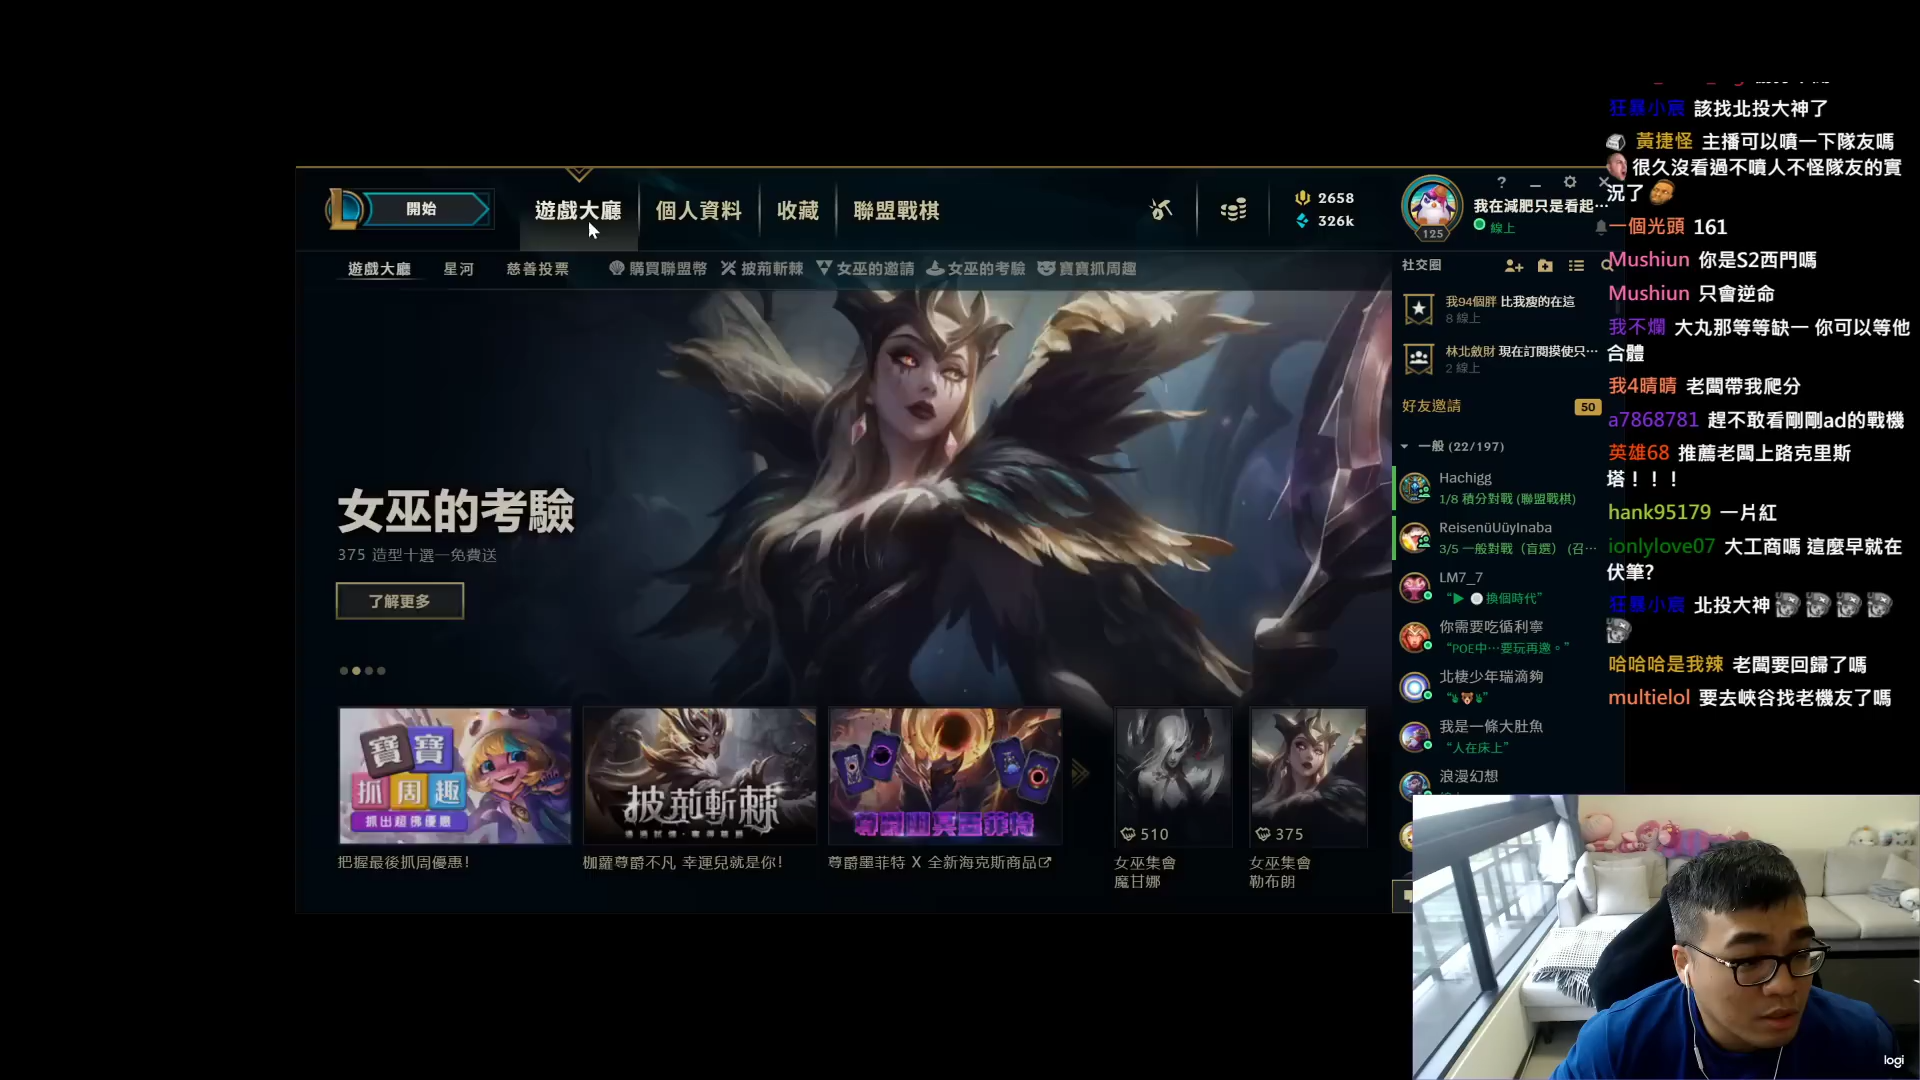 開始
遊戲大廳
個人資料
收藏
聯盟戰棋
2658
326k
125
我在減肥只是看起…
線上
遊戲大廳
星河
慈善投票
購買聯盟幣
披荊斬棘
女巫的邀請
女巫的考驗
寶寶抓周趣
女巫的考驗
375 造型十選一免費送
了解更多
寶寶
抓周趣
抓出超佛優惠
把握最後抓周優惠!
披荊斬棘
枷蘿尊爵不凡 幸運兒就是你!
尊爵墨菲特 X 全新海克斯商品
510
女巫集會
魔甘娜
375
女巫集會
勒布朗
社交圈
我94個胖 比我瘦的在這
8 線上
林北斂財 現在訂閱摸使只…
2 線上
好友邀請
50
一般 (22/197)
Hachigg
1/8 積分對戰 (聯盟戰棋)
ReisenüUüyInaba
3/5 一般對戰（盲選） (召…
LM7_7
“▶ 換個時代”
你需要吃循利寧
“POE中…要玩再邀。”
北棲少年瑞滴夠
我是一條大肚魚
“人在床上”
浪漫幻想
狂暴小宸 該找北投大神了
黃捷怪 主播可以噴一下隊友嗎
很久沒看過不噴人不怪隊友的實
況了
一個光頭 161
Mushiun 你是S2西門嗎
Mushiun 只會逆命
我不爛 大丸那等等缺一 你可以等他
合體
我4晴晴 老闆帶我爬分
a7868781 趕不敢看剛剛ad的戰機
英雄68 推薦老闆上路克里斯
塔！！！
hank95179 一片紅
ionlylove07 大工商嗎 這麼早就在
伏筆?
狂暴小宸 北投大神
哈哈哈是我辣 老闆要回歸了嗎
multielol 要去峽谷找老機友了嗎
logi